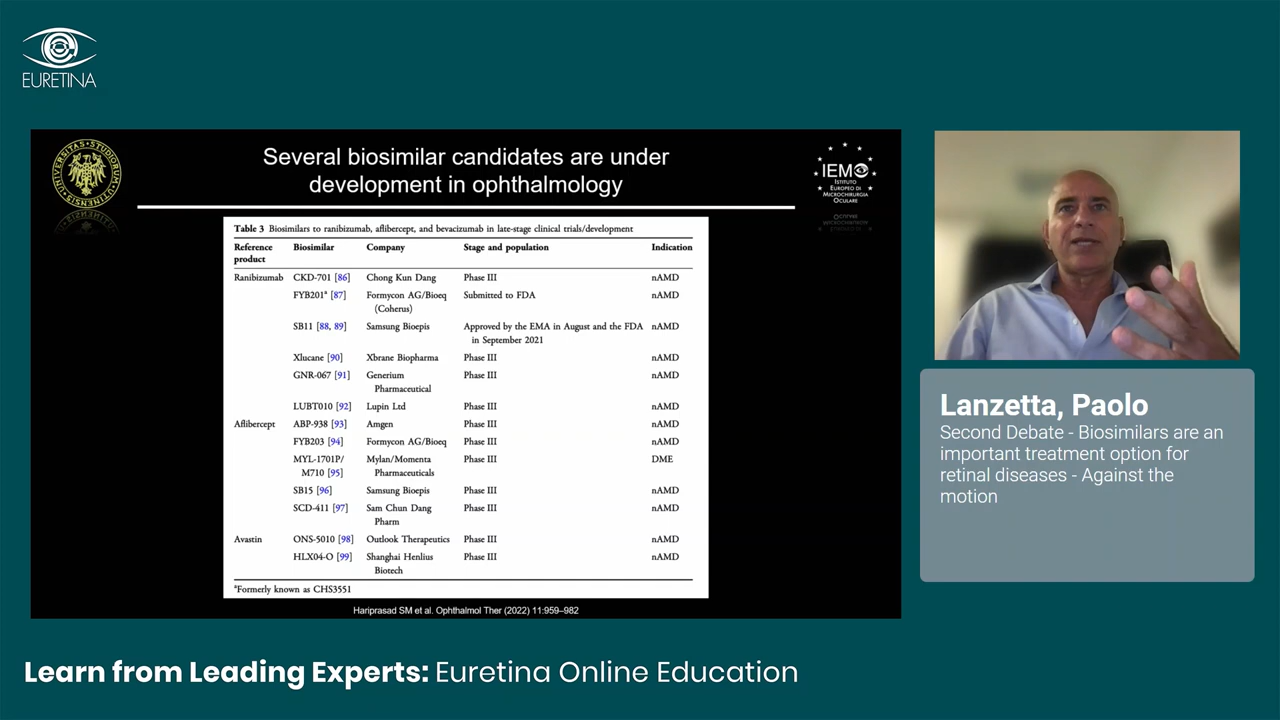 EURETINA
UNIVERSITAS STUDIORUM UTINENSIS
Several biosimilar candidates are under
development in ophthalmology
IEMO
Istituto
Europeo di
Microchirurgia
Oculare
Table 3 Biosimilars to ranibizumab, aflibercept, and bevacizumab in late-stage clinical trials/development
Reference product Biosimilar Company Stage and population Indication
Ranibizumab CKD-701 [86] Chong Kun Dang Phase III nAMD
FYB201ª [87] Formycon AG/Bioeq (Coherus) Submitted to FDA nAMD
SB11 [88, 89] Samsung Bioepis Approved by the EMA in August and the FDA in September 2021 nAMD
Xlucane [90] Xbrane Biopharma Phase III nAMD
GNR-067 [91] Generium Pharmaceutical Phase III nAMD
LUBT010 [92] Lupin Ltd Phase III nAMD
Aflibercept ABP-938 [93] Amgen Phase III nAMD
FYB203 [94] Formycon AG/Bioeq Phase III nAMD
MYL-1701P/ M710 [95] Mylan/Momenta Pharmaceuticals Phase III DME
SB15 [96] Samsung Bioepis Phase III nAMD
SCD-411 [97] Sam Chun Dang Pharm Phase III nAMD
Avastin ONS-5010 [98] Outlook Therapeutics Phase III nAMD
HLX04-O [99] Shanghai Henlius Biotech Phase III nAMD
ªFormerly known as CHS3551
Hariprasad SM et al. Ophthalmol Ther (2022) 11:959–982
Lanzetta, Paolo
Second Debate - Biosimilars are an
important treatment option for
retinal diseases - Against the
motion
Learn from Leading Experts: Euretina Online Education